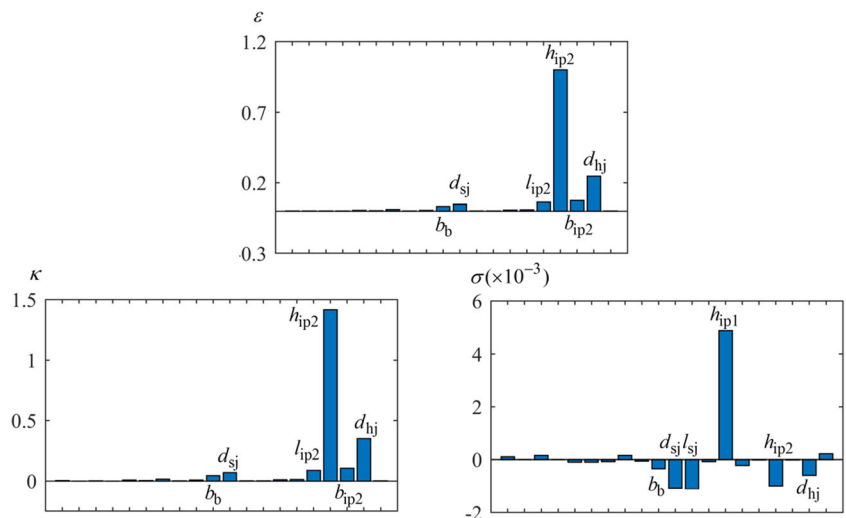 ε
1.2
h_ip2
0.7
d_hj
d_sj l_ip2
0.2
b_b b_ip2
-0.3
κ
1.5
h_ip2
1
d_hj
0.5
l_ip2
d_sj
0
b_b b_ip2
σ(×10⁻³)
6
h_ip1
4
2
d_sj l_sj h_ip2
0
b_b d_hj
-2